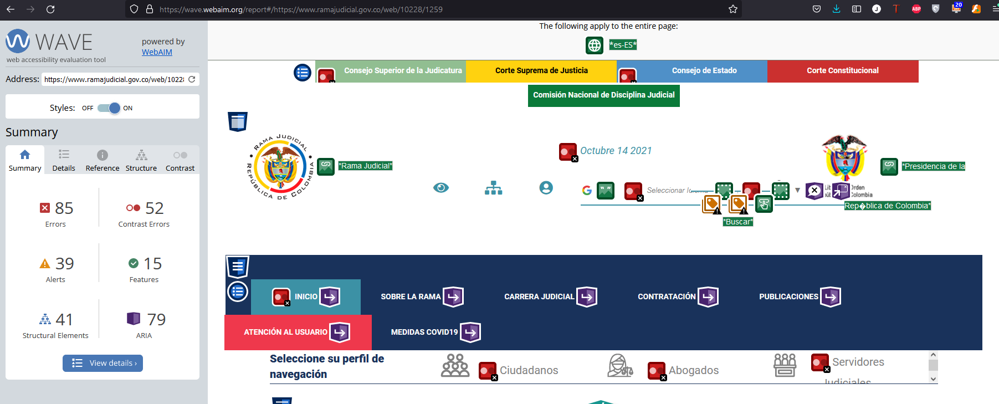 https://wave.webaim.org/report#/https://www.ramajudicial.gov.co/web/10228/1259
J
T
ABP
20
WAVE
web accessibility evaluation tool
powered by
WebAIM
Address: https://www.ramajudicial.gov.co/web/10228
Styles: OFF ON
Summary
Summary Details Reference Structure Contrast
85
Errors
52
Contrast Errors
39
Alerts
15
Features
41
Structural Elements
79
ARIA
View details ›
The following apply to the entire page:
*es-ES*
Consejo Superior de la Judicatura
Corte Suprema de Justicia
Consejo de Estado
Corte Constitucional
Comisión Nacional de Disciplina Judicial
RAMA JUDICIAL
REPÚBLICA DE COLOMBIA
*Rama Judicial*
Octubre 14 2021
*Presidencia de la
Rep�blica de Colombia*
G
Seleccionar
Orden
Colombia
*Buscar*
INICIO
SOBRE LA RAMA
CARRERA JUDICIAL
CONTRATACIÓN
PUBLICACIONES
ATENCIÓN AL USUARIO
MEDIDAS COVID19
Seleccione su perfil de
navegación
Ciudadanos
Abogados
Servidores
Judiciales